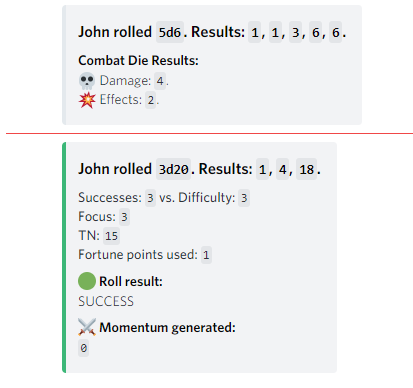 John rolled 5d6. Results: 1, 1, 3, 6, 6.
Combat Die Results:
💀 Damage: 4.
💥 Effects: 2.
John rolled 3d20. Results: 1, 4, 18.
Successes: 3 vs. Difficulty: 3
Focus: 3
TN: 15
Fortune points used: 1
🟢 Roll result:
SUCCESS
⚔️ Momentum generated:
0